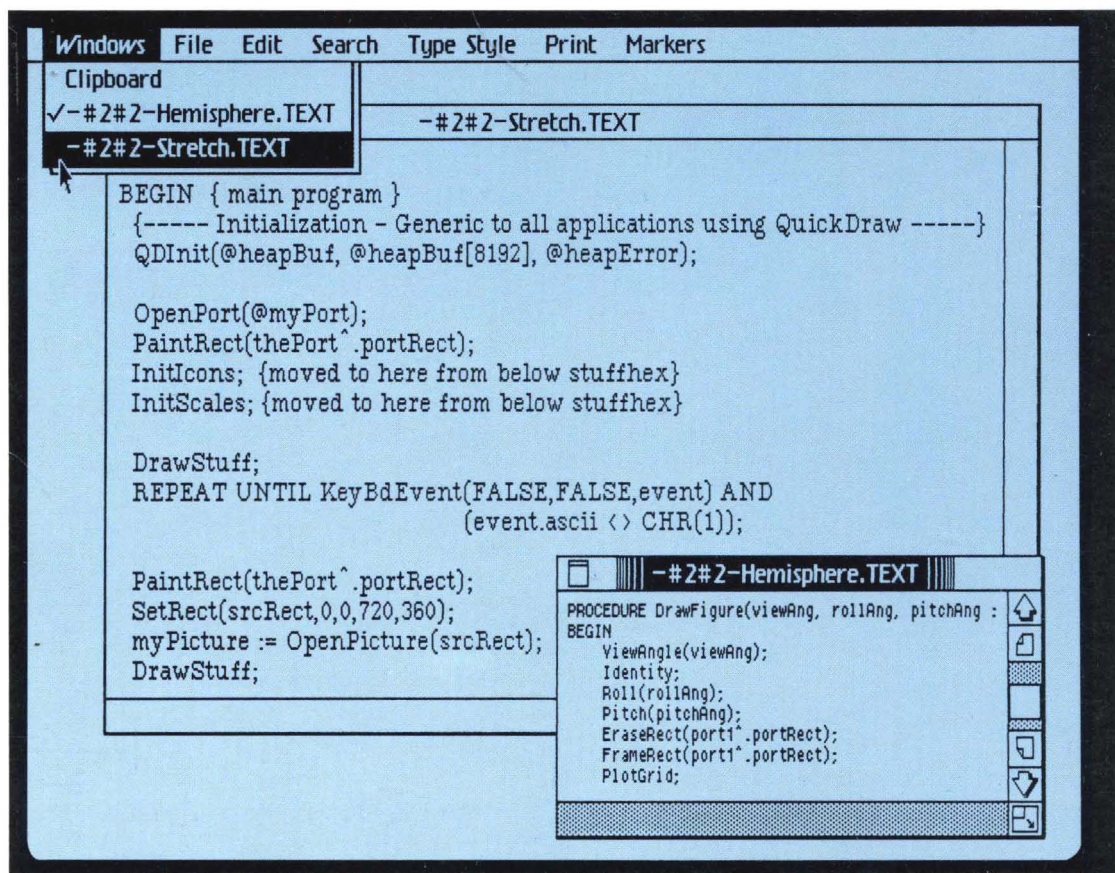 Windows File Edit Search Type Style Print Markers
Clipboard
✓-#2#2-Hemisphere.TEXT
-#2#2-Stretch.TEXT
-#2#2-Stretch.TEXT
BEGIN { main program }
{----- Initialization - Generic to all applications using QuickDraw -----}
QDInit(@heapBuf, @heapBuf[8192], @heapError);
OpenPort(@myPort);
PaintRect(thePort^.portRect);
InitIcons; {moved to here from below stuffhex}
InitScales; {moved to here from below stuffhex}
DrawStuff;
REPEAT UNTIL KeyBdEvent(FALSE,FALSE,event) AND
(event.ascii <> CHR(1));
PaintRect(thePort^.portRect);
SetRect(srcRect,0,0,720,360);
myPicture := OpenPicture(srcRect);
DrawStuff;
-#2#2-Hemisphere.TEXT
PROCEDURE DrawFigure(viewAng, rollAng, pitchAng :
BEGIN
ViewAngle(viewAng);
Identity;
Roll(rollAng);
Pitch(pitchAng);
EraseRect(port1^.portRect);
FrameRect(port1^.portRect);
PlotGrid;